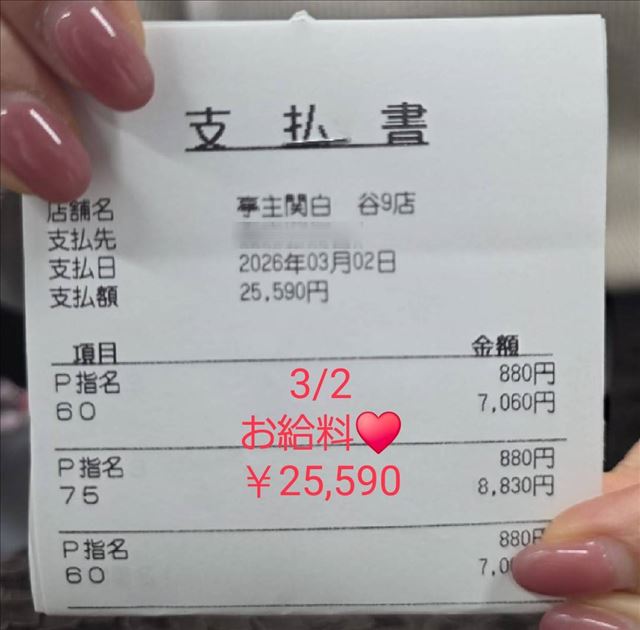 支 払 書
店舗名 亭主関白 谷9店
支払先
支払日 2026年03月02日
支払額 25,590円
項目 金額
P指名 880円
60 7,060円
3/2
お給料❤
￥25,590
P指名 880円
75 8,830円
P指名 880円
60